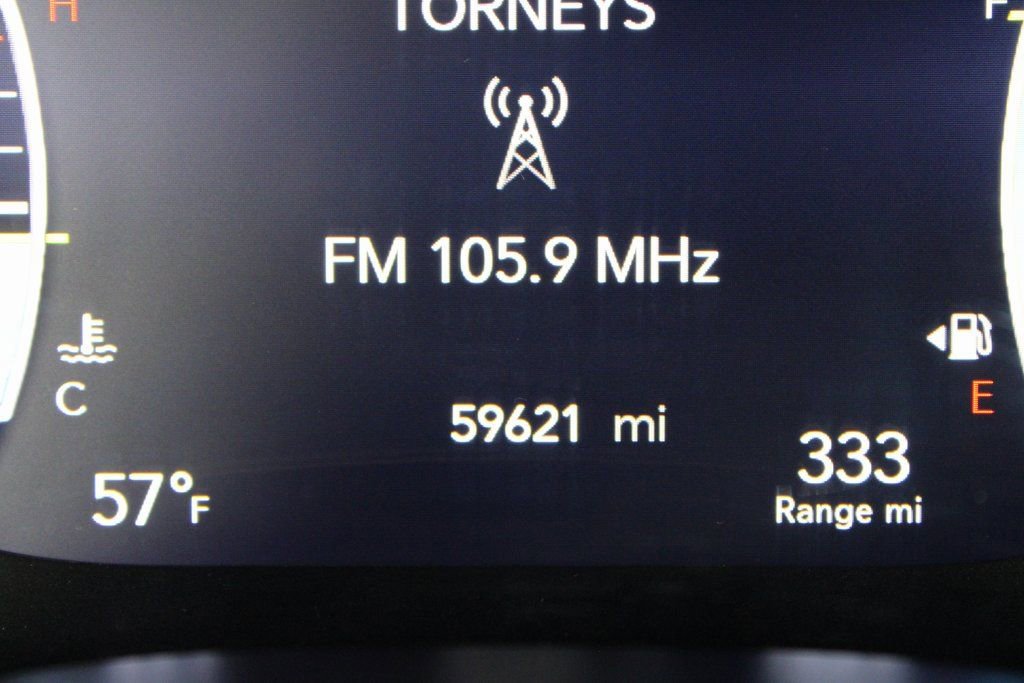 H
TORNEYS
F
FM 105.9 MHz
C
E
59621 mi
333
Range mi
57°F